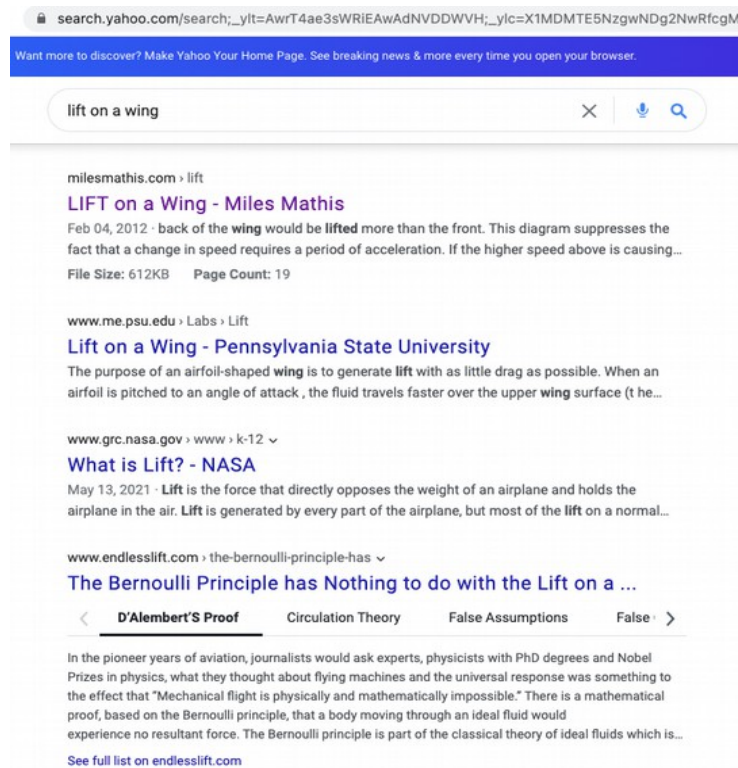 search.yahoo.com/search;_ylt=AwrT4ae3sWRiEAwAdNVDDWVH;_ylc=X1MDMTE5NzgwNDg2NwRfcgM
Want more to discover? Make Yahoo Your Home Page. See breaking news & more every time you open your browser.
lift on a wing
milesmathis.com › lift
LIFT on a Wing - Miles Mathis
Feb 04, 2012 · back of the wing would be lifted more than the front. This diagram suppresses the
fact that a change in speed requires a period of acceleration. If the higher speed above is causing...
File Size: 612KB Page Count: 19
www.me.psu.edu › Labs › Lift
Lift on a Wing - Pennsylvania State University
The purpose of an airfoil-shaped wing is to generate lift with as little drag as possible. When an
airfoil is pitched to an angle of attack , the fluid travels faster over the upper wing surface (t he...
www.grc.nasa.gov › www › k-12
What is Lift? - NASA
May 13, 2021 · Lift is the force that directly opposes the weight of an airplane and holds the
airplane in the air. Lift is generated by every part of the airplane, but most of the lift on a normal...
www.endlesslift.com › the-bernoulli-principle-has
The Bernoulli Principle has Nothing to do with the Lift on a ...
D'Alembert'S Proof Circulation Theory False Assumptions False
In the pioneer years of aviation, journalists would ask experts, physicists with PhD degrees and Nobel
Prizes in physics, what they thought about flying machines and the universal response was something to
the effect that "Mechanical flight is physically and mathematically impossible." There is a mathematical
proof, based on the Bernoulli principle, that a body moving through an ideal fluid would
experience no resultant force. The Bernoulli principle is part of the classical theory of ideal fluids which is...
See full list on endlesslift.com